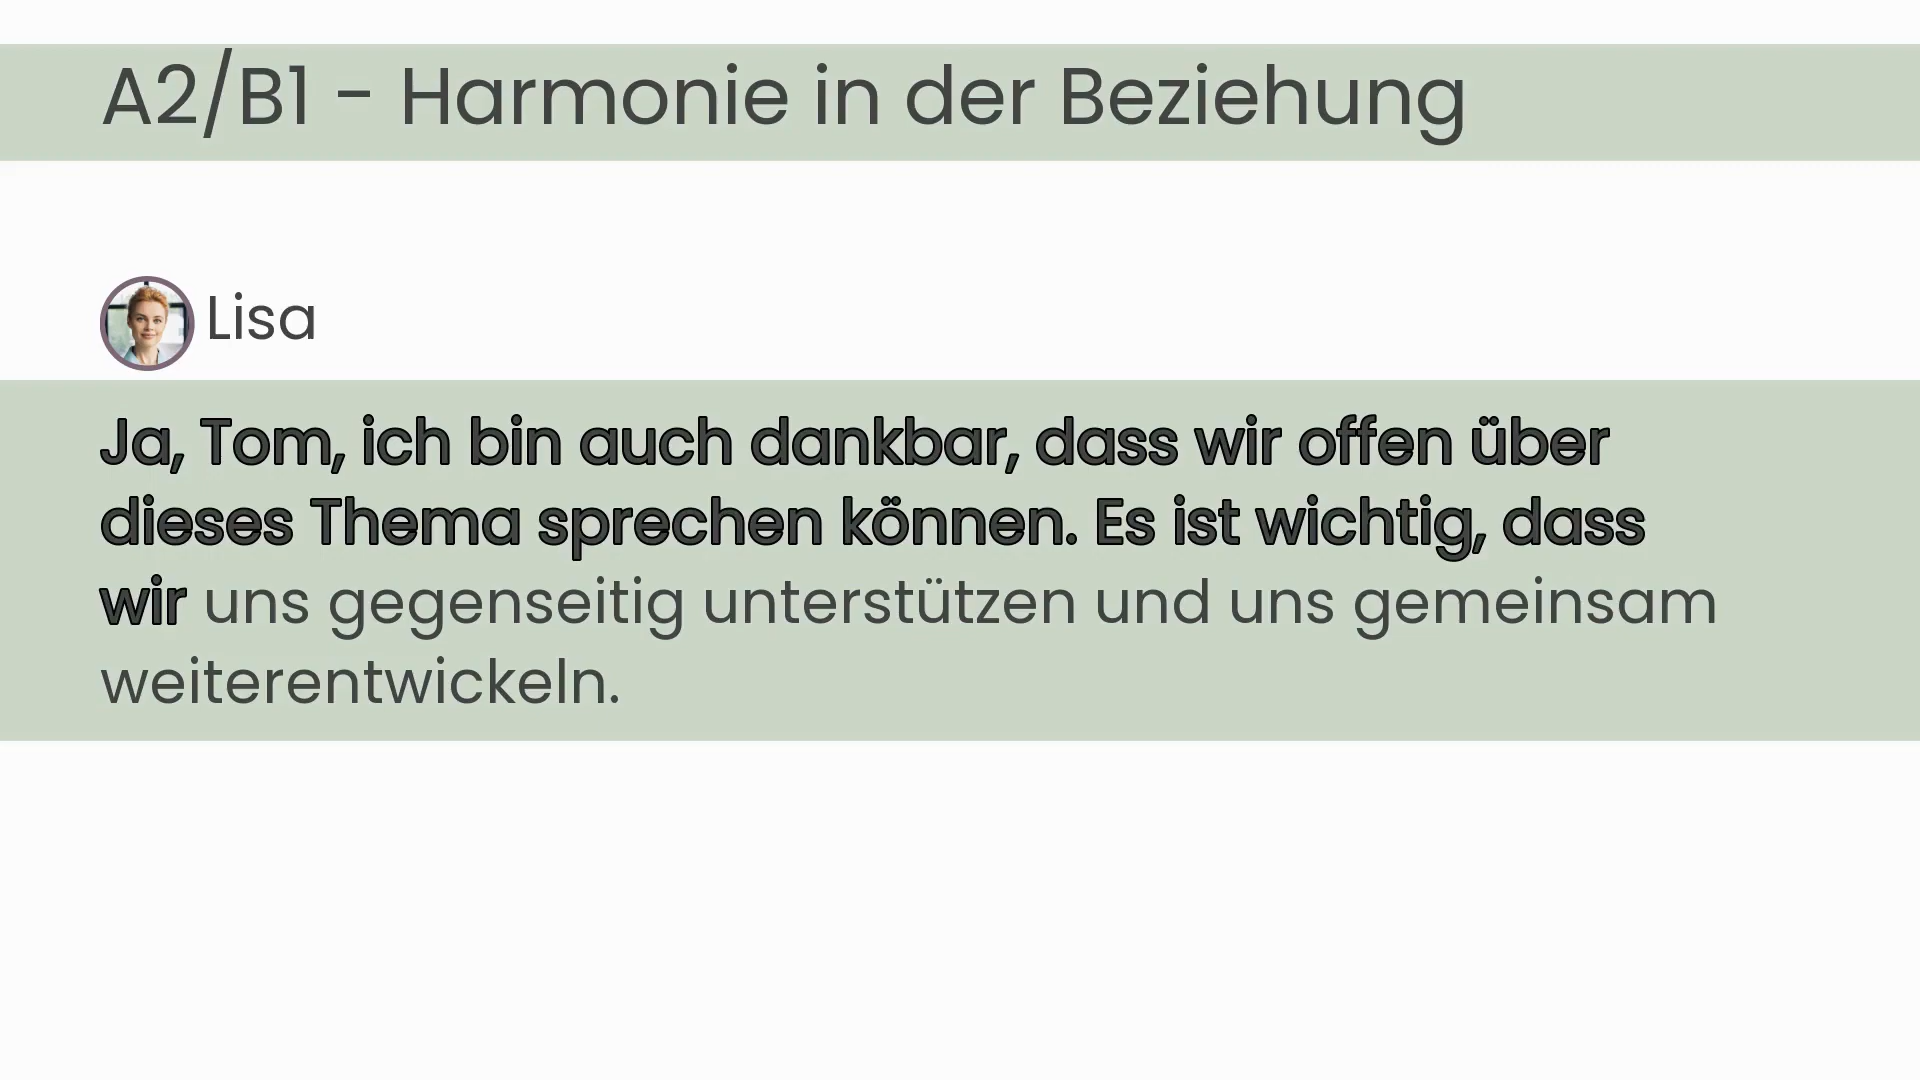 A2/B1 - Harmonie in der Beziehung
Lisa
Ja, Tom, ich bin auch dankbar, dass wir offen über
dieses Thema sprechen können. Es ist wichtig, dass
wir uns gegenseitig unterstützen und uns gemeinsam
weiterentwickeln.